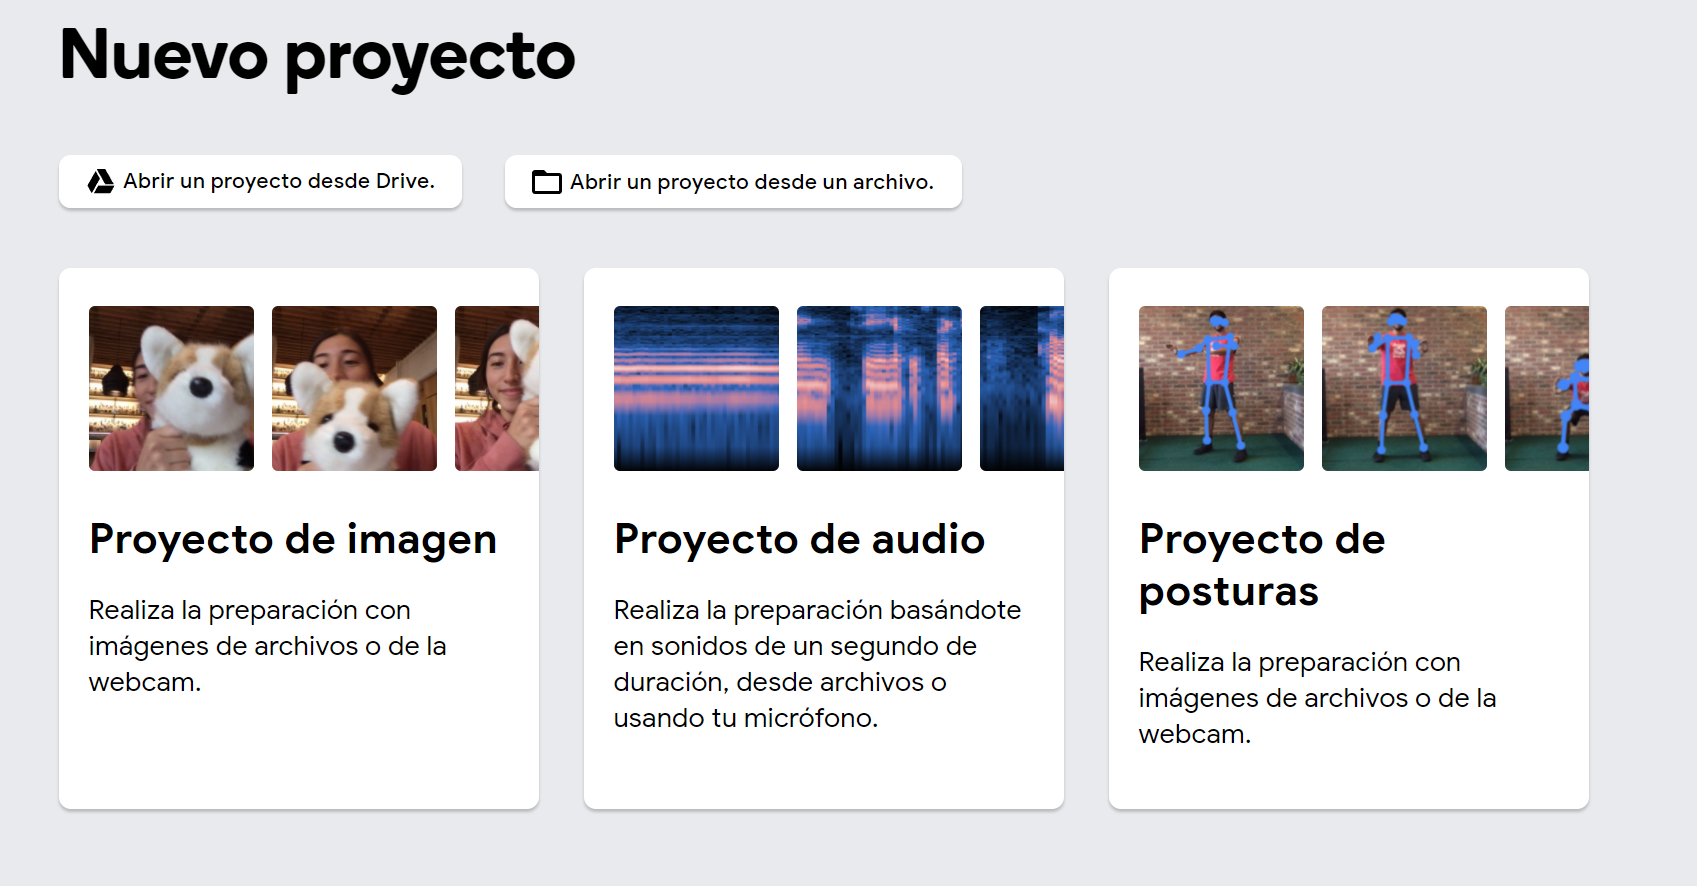 Nuevo proyecto
Abrir un proyecto desde Drive.
Abrir un proyecto desde un archivo.
Proyecto de imagen
Realiza la preparación con
imágenes de archivos o de la
webcam.
Proyecto de audio
Realiza la preparación basándote
en sonidos de un segundo de
duración, desde archivos o
usando tu micrófono.
Proyecto de
posturas
Realiza la preparación con
imágenes de archivos o de la
webcam.